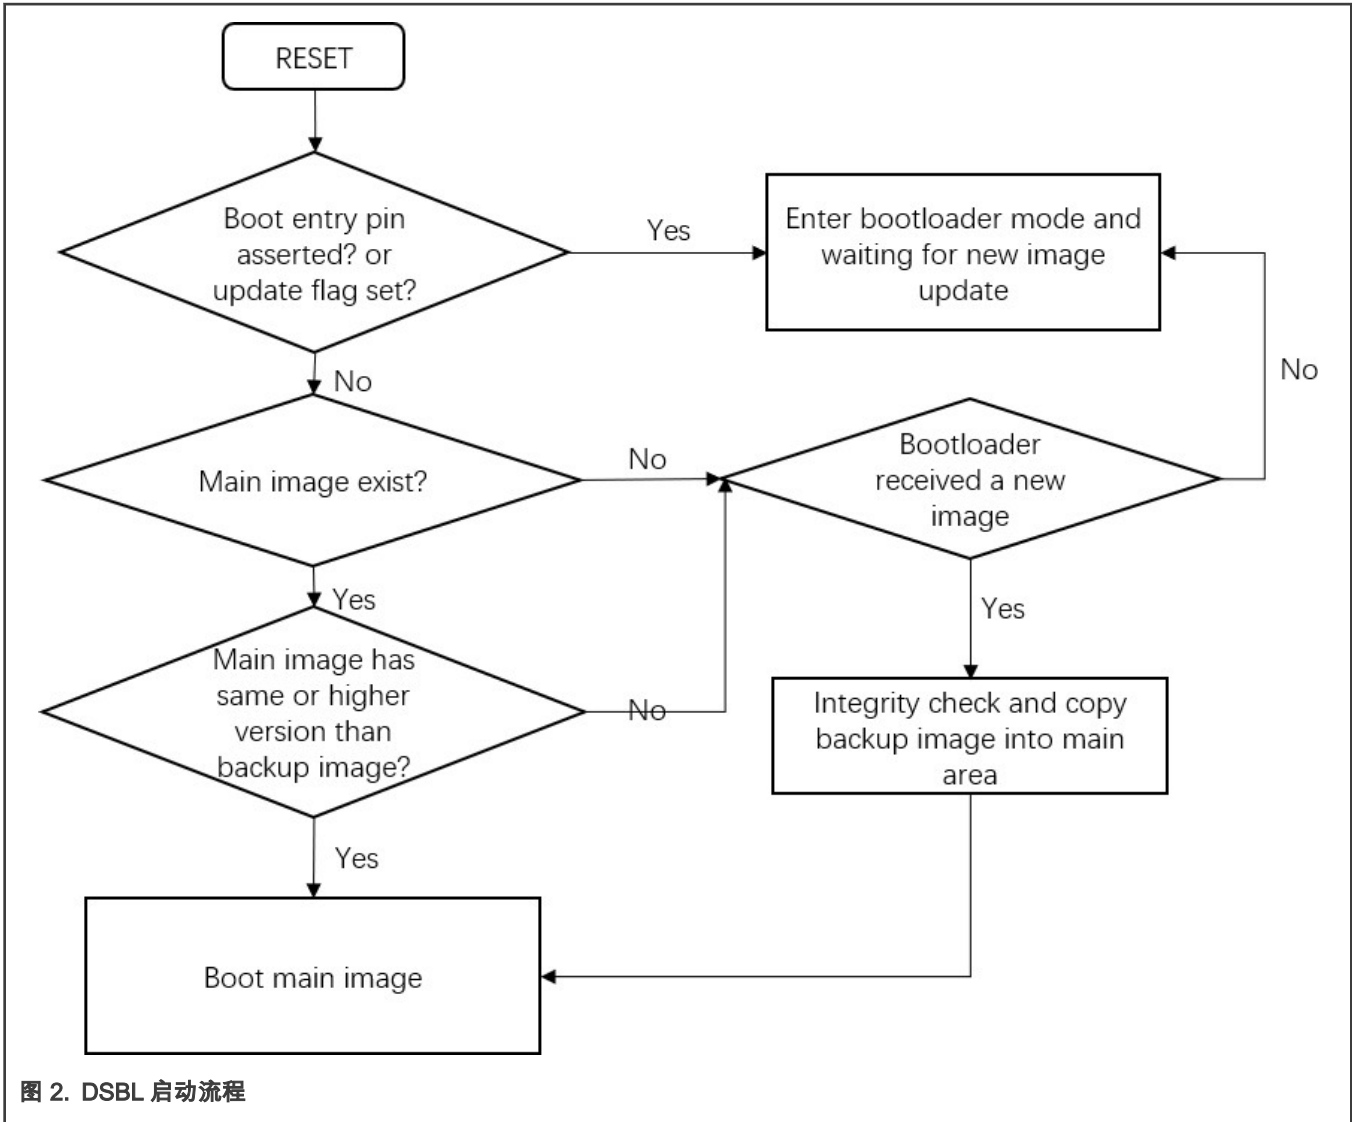 RESET
Boot entry pin
asserted? or
update flag set?
Yes
Enter bootloader mode and
waiting for new image
update
No
No
Main image exist?
No
Bootloader
received a new
image
Yes
Yes
Main image has
same or higher
version than
backup image?
No
Integrity check and copy
backup image into main
area
Yes
Boot main image
图 2. DSBL 启动流程